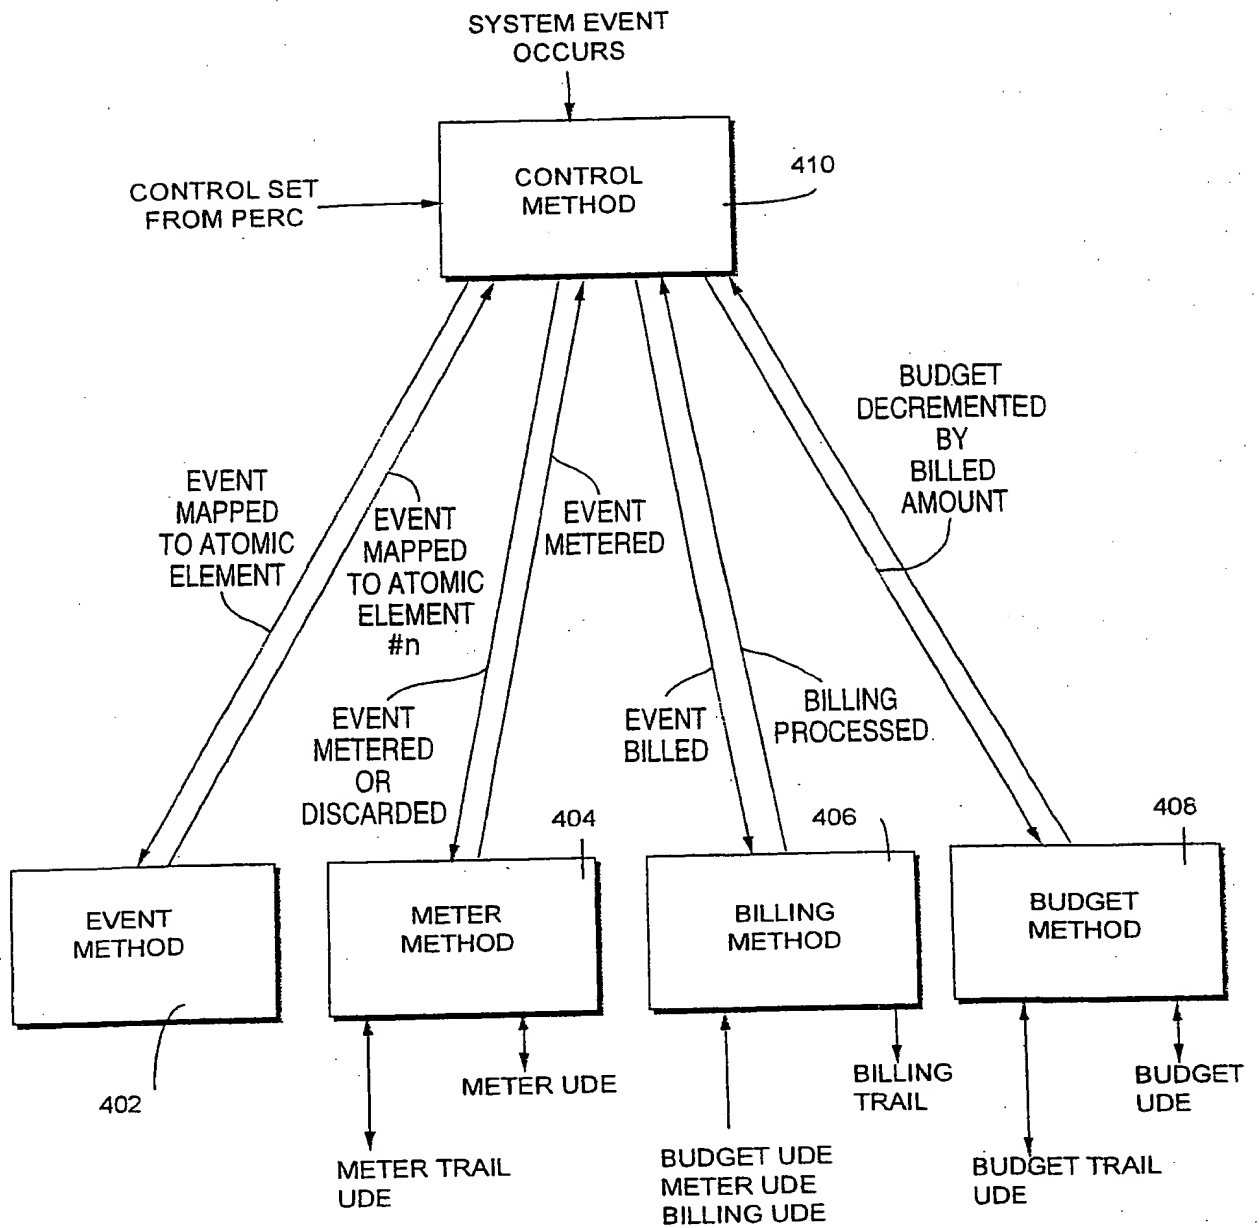 SYSTEM EVENT
OCCURS
CONTROL
METHOD
410
CONTROL SET
FROM PERC
BUDGET
DECREMENTED
BY
BILLED
AMOUNT
EVENT
MAPPED
TO ATOMIC
ELEMENT
EVENT
MAPPED
TO ATOMIC
ELEMENT
#n
EVENT
METERED
EVENT
METERED
OR
DISCARDED
EVENT
BILLED
BILLING
PROCESSED
404
406
408
EVENT
METHOD
METER
METHOD
BILLING
METHOD
BUDGET
METHOD
402
METER UDE
METER TRAIL
UDE
BILLING
TRAIL
BUDGET UDE
METER UDE
BILLING UDE
BUDGET
UDE
BUDGET TRAIL
UDE